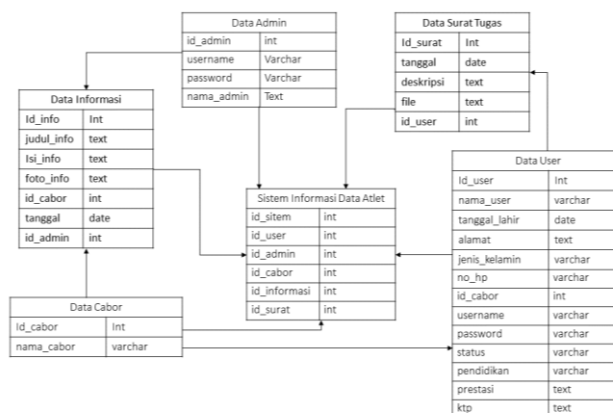 Data Admin
id_admin int
username Varchar
password Varchar
nama_admin Text
Data Surat Tugas
Id_surat Int
tanggal date
deskripsi text
file text
id_user int
Data Informasi
Id_info Int
judul_info text
Isi_info text
foto_info text
id_cabor int
tanggal date
id_admin int
Sistem Informasi Data Atlet
id_sitem int
id_user int
id_admin int
id_cabor int
id_informasi int
id_surat int
Data User
Id_user Int
nama_user varchar
tanggal_lahir date
alamat text
jenis_kelamin varchar
no_hp varchar
id_cabor int
username varchar
password varchar
status varchar
pendidikan varchar
prestasi text
ktp text
Data Cabor
Id_cabor Int
nama_cabor varchar